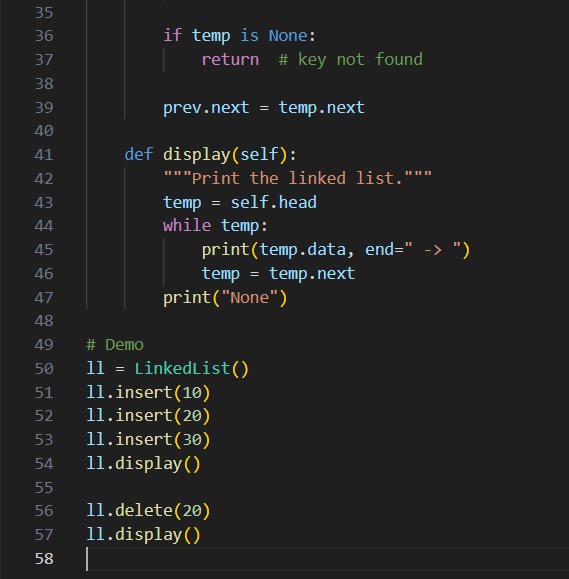 35
36 if temp is None:
37 return  # key not found
38
39 prev.next = temp.next
40
41 def display(self):
42 """Print the linked list."""
43 temp = self.head
44 while temp:
45 print(temp.data, end=" -> ")
46 temp = temp.next
47 print("None")
48
49 # Demo
50 ll = LinkedList()
51 ll.insert(10)
52 ll.insert(20)
53 ll.insert(30)
54 ll.display()
55
56 ll.delete(20)
57 ll.display()
58